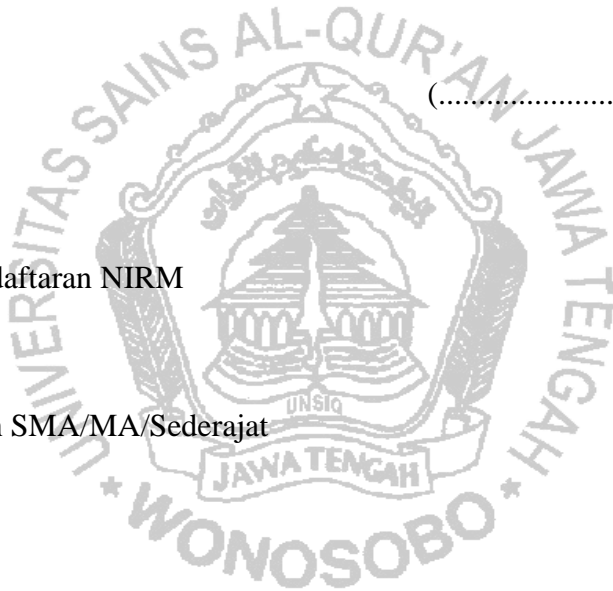 UNIVERSITAS SAINS AL-QUR'AN JAWA TENGAH
(......................
daftaran NIRM
UNSIQ
SMA/MA/Sederajat
JAWA TENGAH
* WONOSOBO *